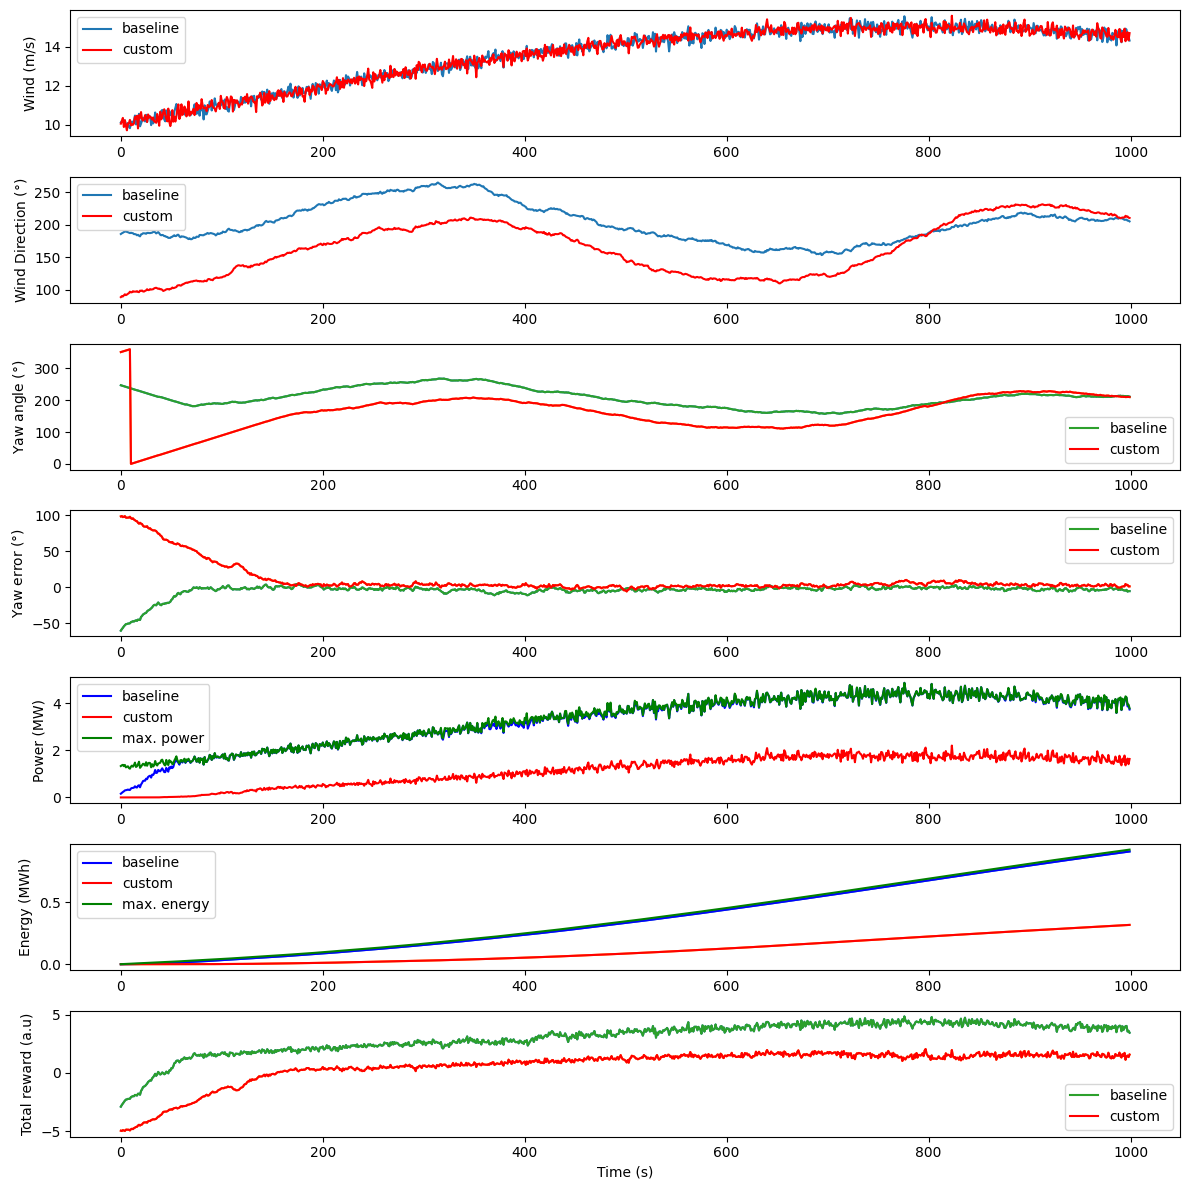 Wind (m/s)
14
12
10
baseline
custom
0 200 400 600 800 1000
Wind Direction (°)
250
200
150
100
baseline
custom
0 200 400 600 800 1000
Yaw angle (°)
300
200
100
0
baseline
custom
0 200 400 600 800 1000
Yaw error (°)
100
50
0
−50
baseline
custom
0 200 400 600 800 1000
Power (MW)
4
2
0
baseline
custom
max. power
0 200 400 600 800 1000
Energy (MWh)
0.5
0.0
baseline
custom
max. energy
0 200 400 600 800 1000
Total reward (a.u)
5
0
−5
baseline
custom
0 200 400 600 800 1000
Time (s)